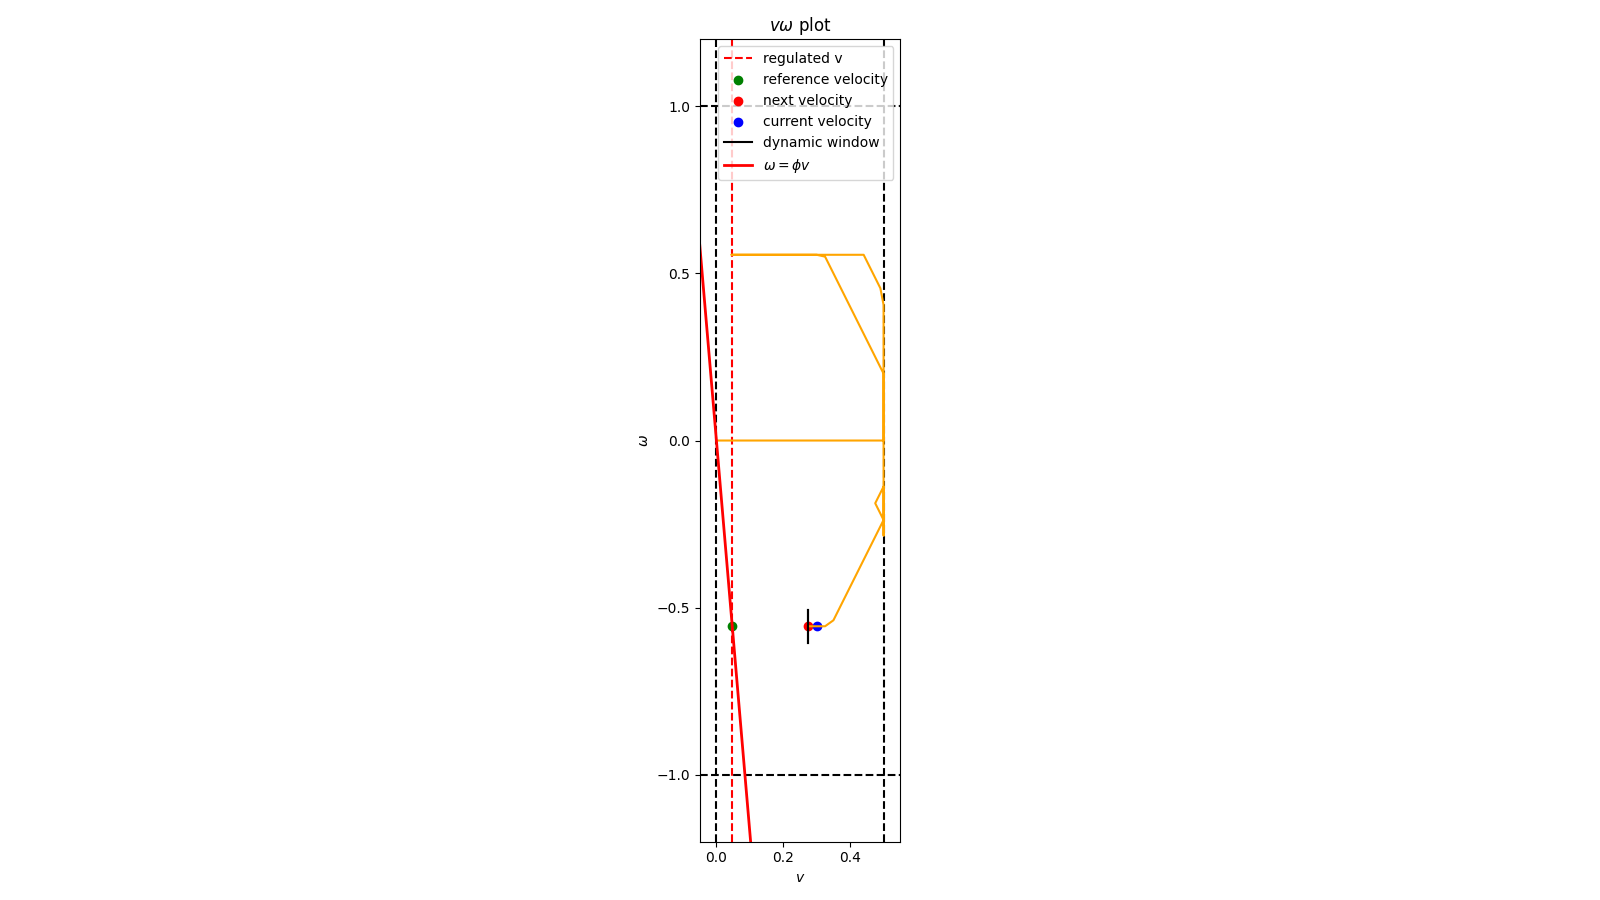 vω plot
regulated v
reference velocity
next velocity
current velocity
dynamic window
ω = ϕv
1.0
0.5
0.0
−0.5
−1.0
ω
0.0 0.2 0.4
v